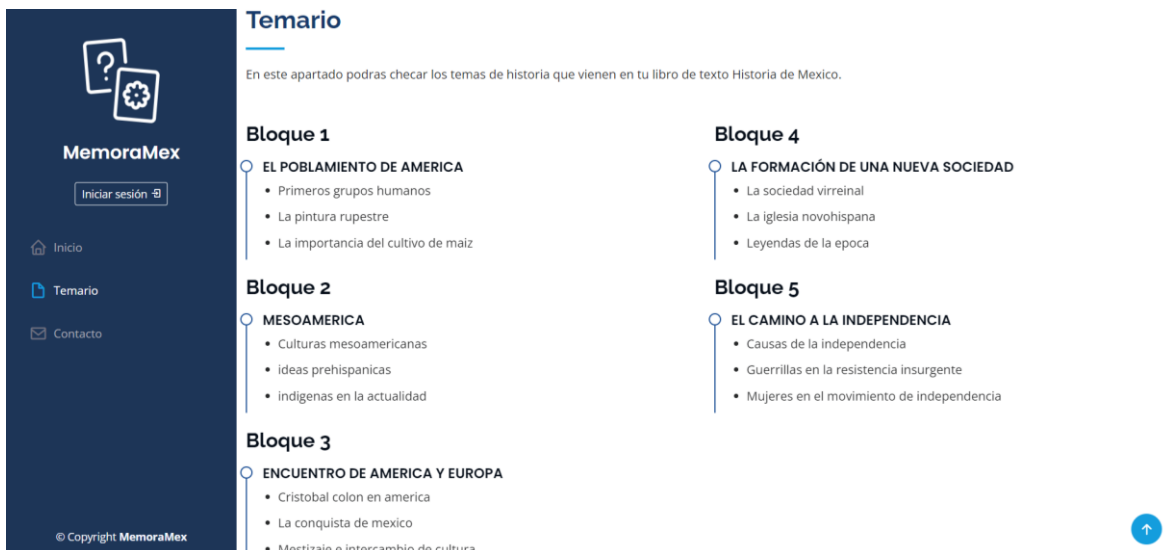 MemoraMex
Iniciar sesión
Inicio
Temario
Contacto
© Copyright MemoraMex
Temario
En este apartado podras checar los temas de historia que vienen en tu libro de texto Historia de Mexico.
Bloque 1
EL POBLAMIENTO DE AMERICA
Primeros grupos humanos
La pintura rupestre
La importancia del cultivo de maiz
Bloque 2
MESOAMERICA
Culturas mesoamericanas
ideas prehispanicas
indigenas en la actualidad
Bloque 3
ENCUENTRO DE AMERICA Y EUROPA
Cristobal colon en america
La conquista de mexico
Mestizaje e intercambio de cultura
Bloque 4
LA FORMACIÓN DE UNA NUEVA SOCIEDAD
La sociedad virreinal
La iglesia novohispana
Leyendas de la epoca
Bloque 5
EL CAMINO A LA INDEPENDENCIA
Causas de la independencia
Guerrillas en la resistencia insurgente
Mujeres en el movimiento de independencia